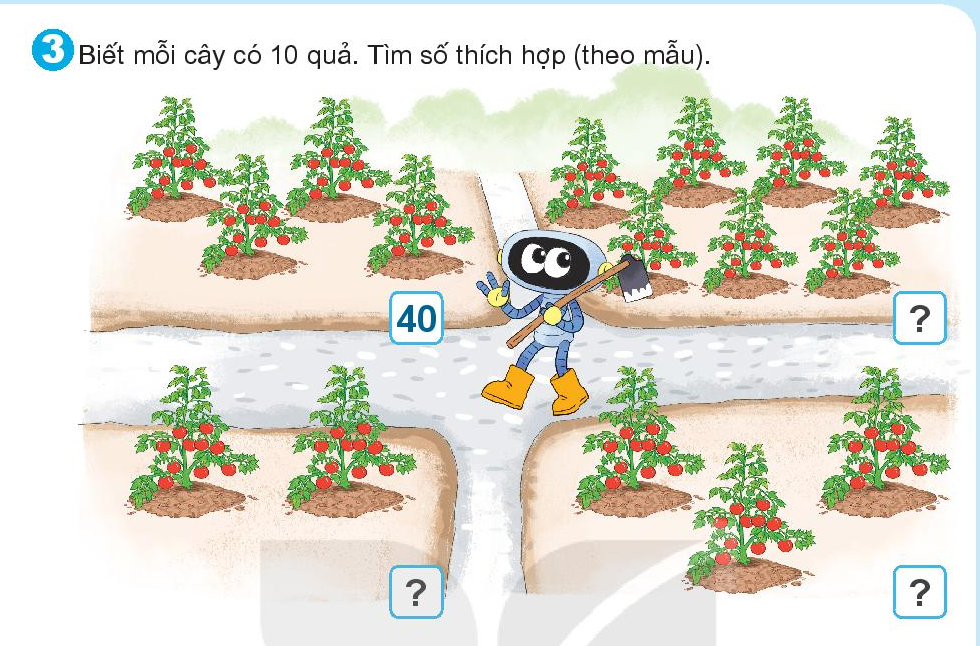 3 Biết mỗi cây có 10 quả. Tìm số thích hợp (theo mẫu).
40
?
?
?